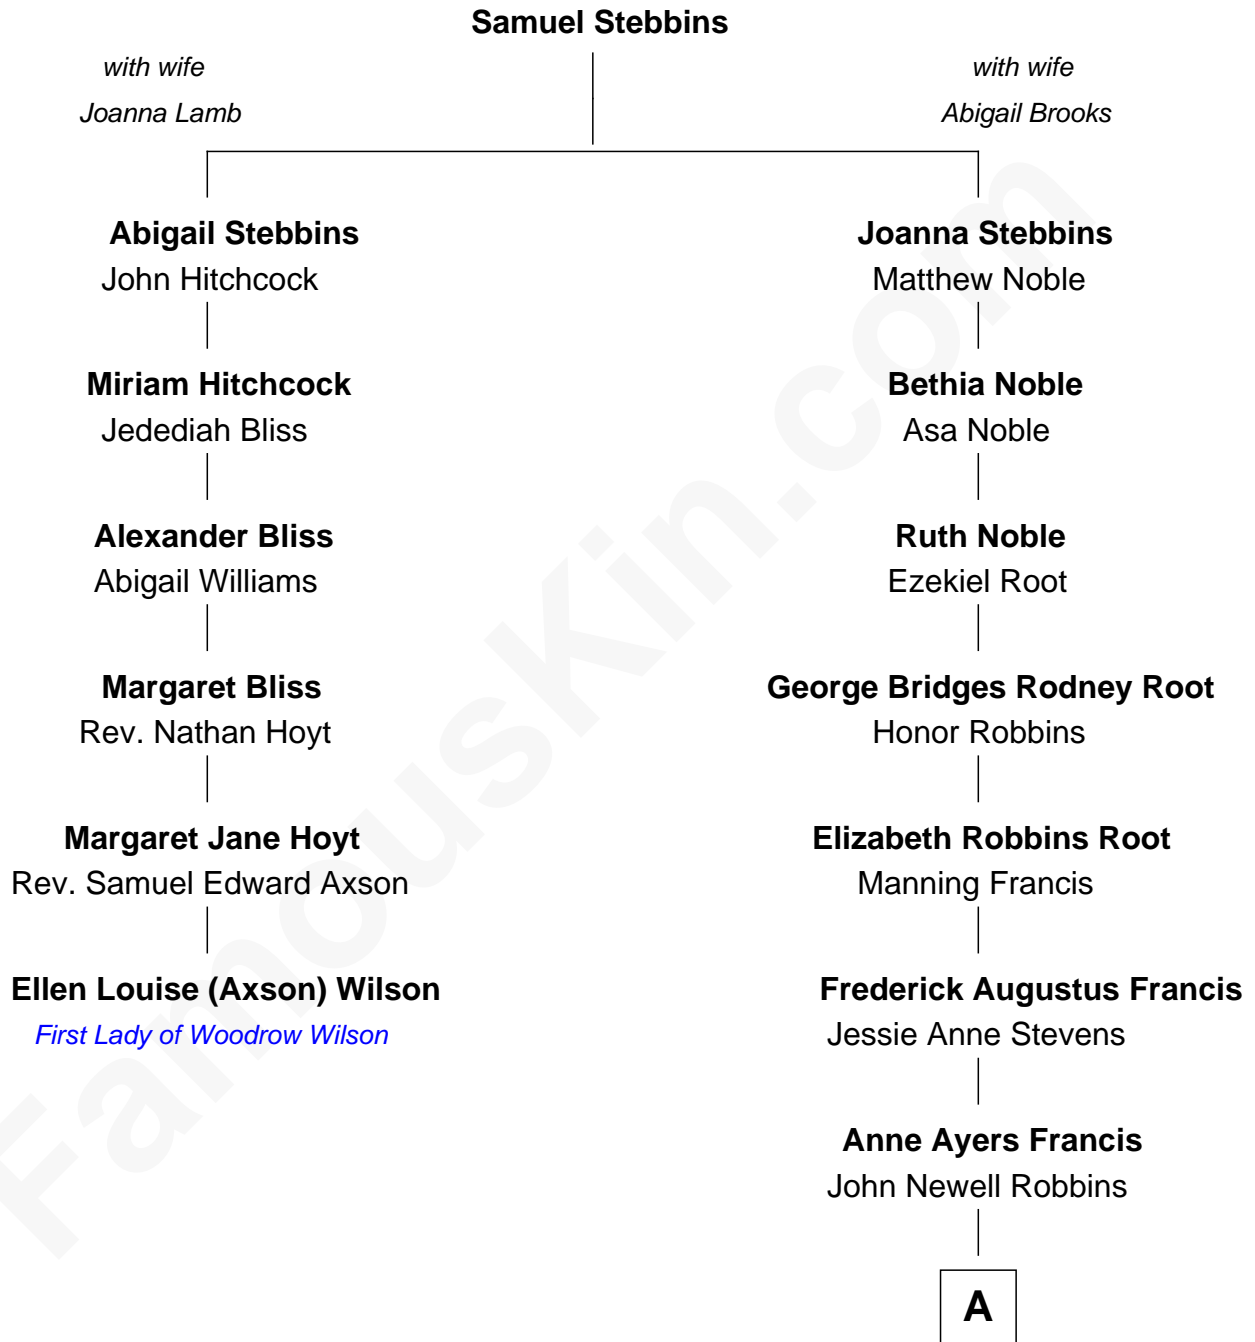 Samuel Stebbins
with wife
Joanna Lamb
with wife
Abigail Brooks
Abigail Stebbins
John Hitchcock
Joanna Stebbins
Matthew Noble
Miriam Hitchcock
Jedediah Bliss
Bethia Noble
Asa Noble
Alexander Bliss
Abigail Williams
Ruth Noble
Ezekiel Root
Margaret Bliss
Rev. Nathan Hoyt
George Bridges Rodney Root
Honor Robbins
Margaret Jane Hoyt
Rev. Samuel Edward Axson
Elizabeth Robbins Root
Manning Francis
Ellen Louise (Axson) Wilson
First Lady of Woodrow Wilson
Frederick Augustus Francis
Jessie Anne Stevens
Anne Ayers Francis
John Newell Robbins
A
FamousKin.com